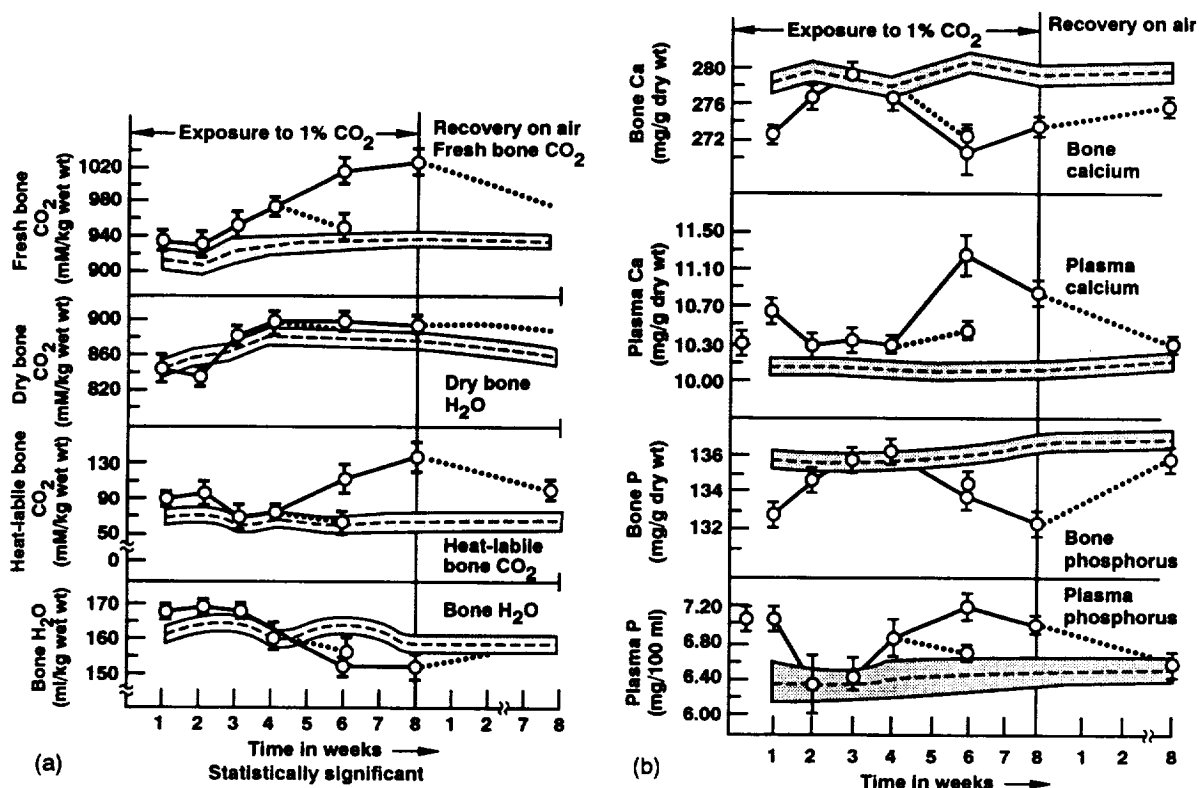 Exposure to 1% CO2
Recovery on air
Fresh bone CO2
Fresh bone
CO2
(mM/kg wet wt)
1020
980
940
900
Dry bone
CO2
(mM/kg wet wt)
900
860
820
Dry bone
H2O
Heat-labile bone
CO2
(mM/kg wet wt)
130
90
50
0
Heat-labile
bone CO2
Bone H2O
(ml/kg wet wt)
170
160
150
Bone H2O
1 2 3 4 6 7 8 1 2 8
Time in weeks
Statistically significant
(a)
Exposure to 1% CO2
Recovery on air
Bone Ca
(mg/g dry wt)
280
276
272
Bone
calcium
Plasma Ca
(mg/g dry wt)
11.50
11.10
10.70
10.30
10.00
Plasma
calcium
Bone P
(mg/g dry wt)
136
134
132
Bone
phosphorus
Plasma P
(mg/100 ml)
7.20
6.80
6.40
6.00
Plasma
phosphorus
1 2 3 4 5 6 7 8 1 2 8
Time in weeks
(b)